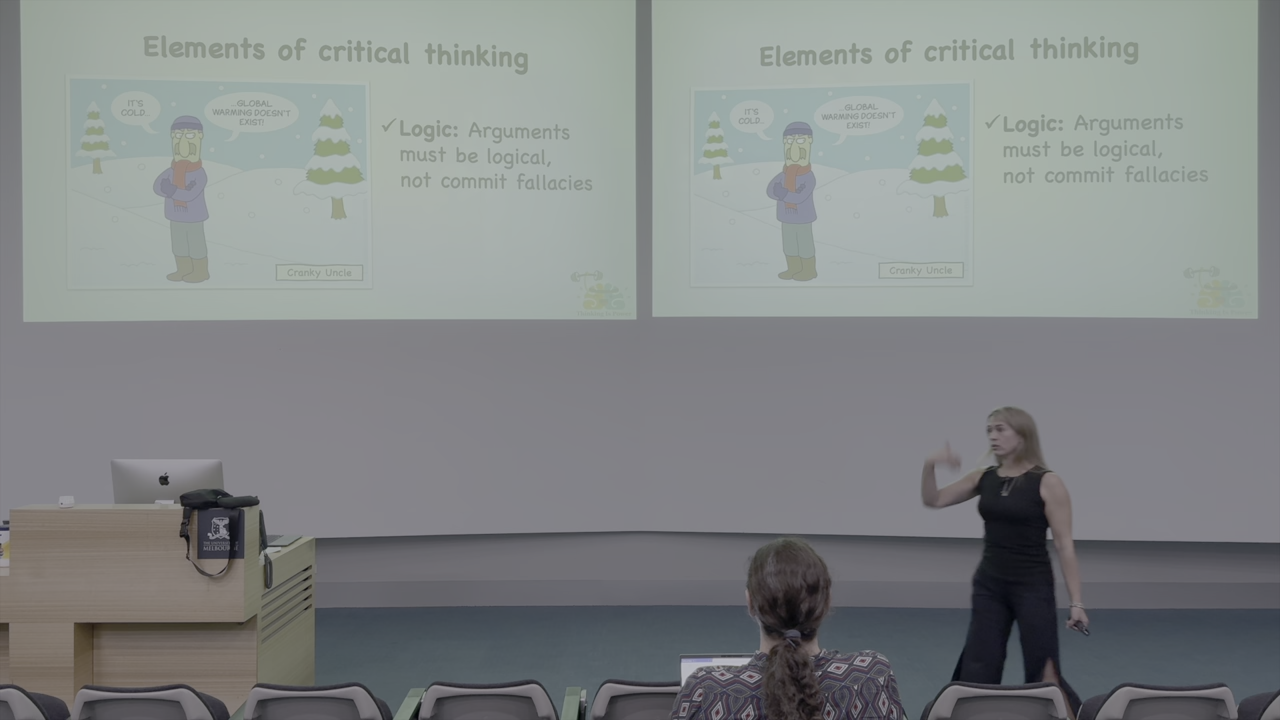 Elements of critical thinking
IT'S
COLD...
...GLOBAL
WARMING DOESN'T
EXIST!
✓Logic: Arguments
must be logical,
not commit fallacies
Cranky Uncle
Elements of critical thinking
IT'S
COLD...
...GLOBAL
WARMING DOESN'T
EXIST!
✓Logic: Arguments
must be logical,
not commit fallacies
Cranky Uncle
MELBOURNE